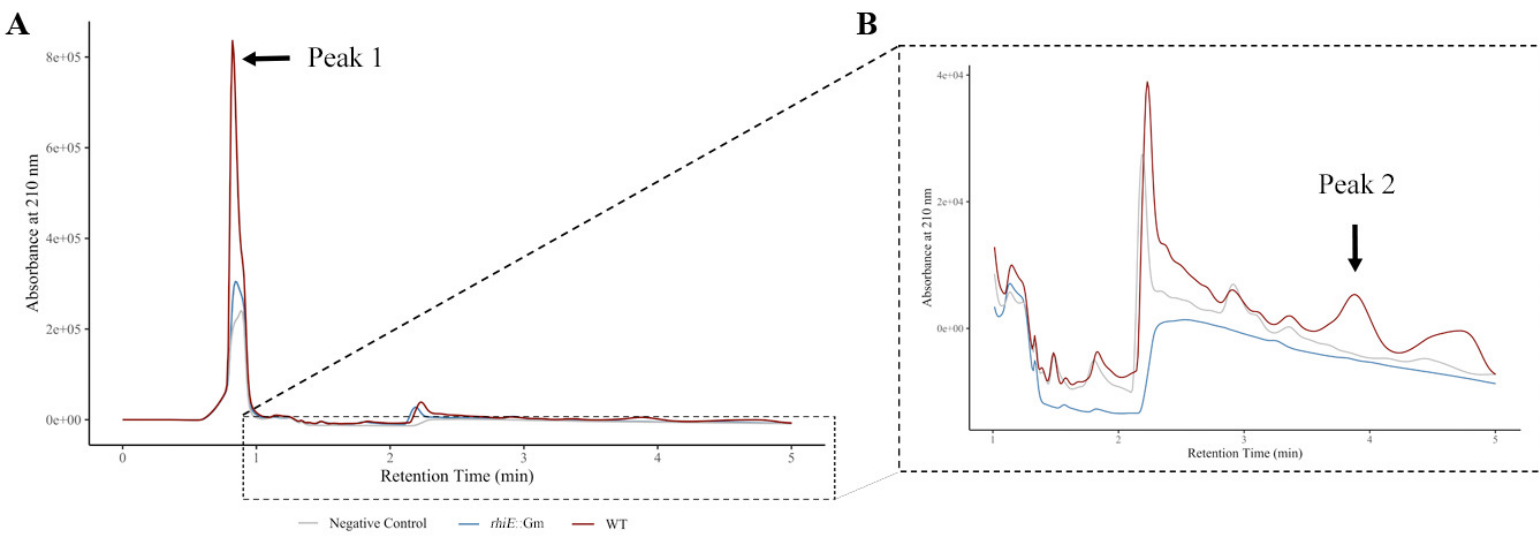 A
Peak 1
Absorbance at 210 nm
8e+05
6e+05
4e+05
2e+05
0e+00
0 1 2 3 4 5
Retention Time (min)
Negative Control rhiE::Gm WT
B
Peak 2
Absorbance at 210 nm
4e+04
2e+04
0e+00
1 2 3 4 5
Retention Time (min)